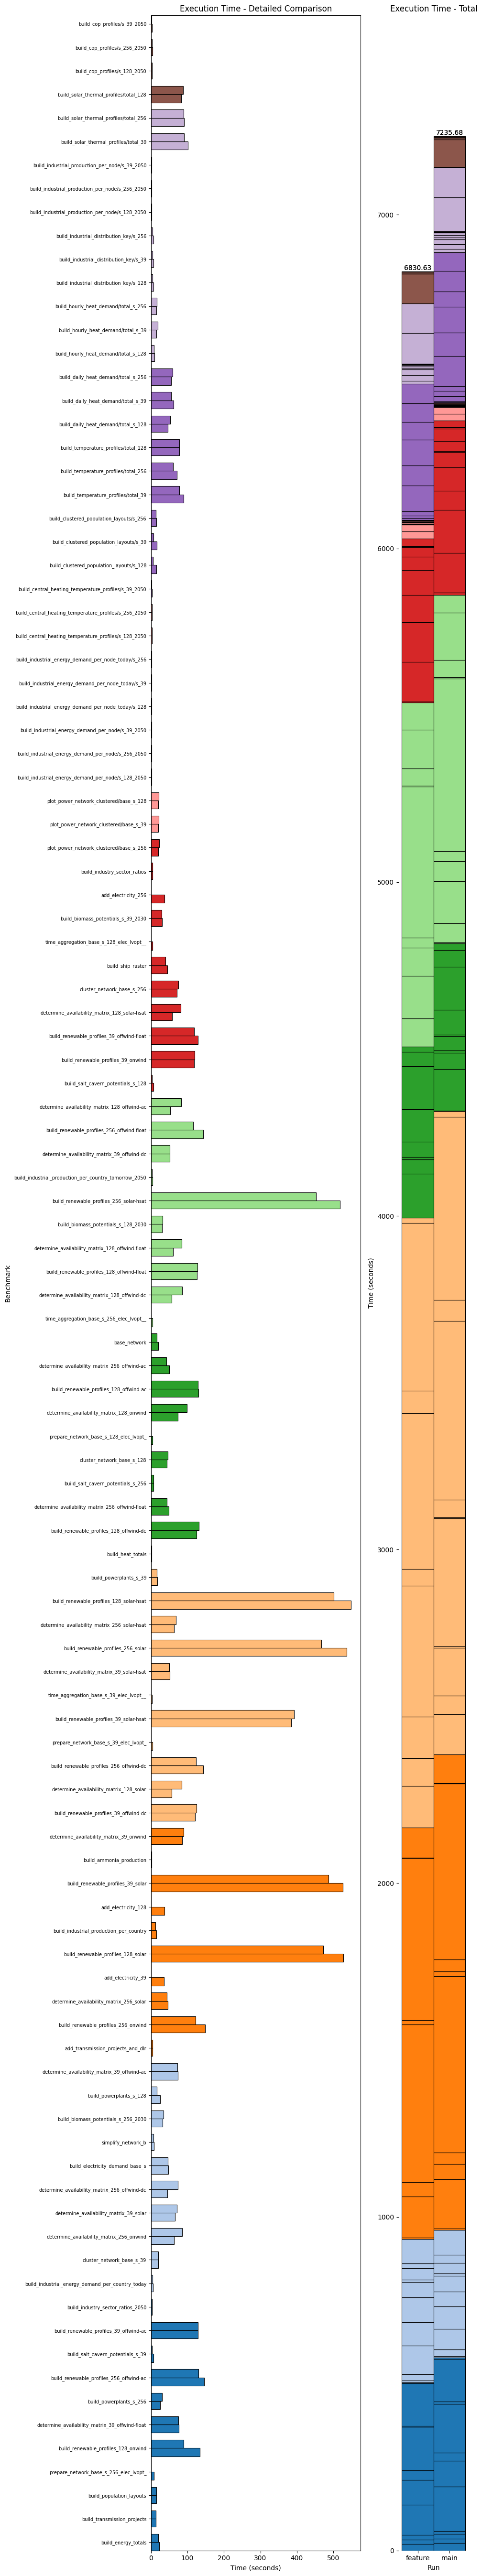 Execution Time - Detailed Comparison
Execution Time - Total
build_cop_profiles/s_39_2050
build_cop_profiles/s_256_2050
build_cop_profiles/s_128_2050
build_solar_thermal_profiles/total_128
build_solar_thermal_profiles/total_256
build_solar_thermal_profiles/total_39
build_industrial_production_per_node/s_39_2050
build_industrial_production_per_node/s_256_2050
build_industrial_production_per_node/s_128_2050
build_industrial_distribution_key/s_256
build_industrial_distribution_key/s_39
build_industrial_distribution_key/s_128
build_hourly_heat_demand/total_s_256
build_hourly_heat_demand/total_s_39
build_hourly_heat_demand/total_s_128
build_daily_heat_demand/total_s_256
build_daily_heat_demand/total_s_39
build_daily_heat_demand/total_s_128
build_temperature_profiles/total_128
build_temperature_profiles/total_256
build_temperature_profiles/total_39
build_clustered_population_layouts/s_256
build_clustered_population_layouts/s_39
build_clustered_population_layouts/s_128
build_central_heating_temperature_profiles/s_39_2050
build_central_heating_temperature_profiles/s_256_2050
build_central_heating_temperature_profiles/s_128_2050
build_industrial_energy_demand_per_node_today/s_256
build_industrial_energy_demand_per_node_today/s_39
build_industrial_energy_demand_per_node_today/s_128
build_industrial_energy_demand_per_node/s_39_2050
build_industrial_energy_demand_per_node/s_256_2050
build_industrial_energy_demand_per_node/s_128_2050
plot_power_network_clustered/base_s_128
plot_power_network_clustered/base_s_39
plot_power_network_clustered/base_s_256
build_industry_sector_ratios
add_electricity_256
build_biomass_potentials_s_39_2030
time_aggregation_base_s_128_elec_lvopt__
build_ship_raster
cluster_network_base_s_256
determine_availability_matrix_128_solar-hsat
build_renewable_profiles_39_offwind-float
build_renewable_profiles_39_onwind
build_salt_cavern_potentials_s_128
determine_availability_matrix_128_offwind-ac
build_renewable_profiles_256_offwind-float
determine_availability_matrix_39_offwind-dc
build_industrial_production_per_country_tomorrow_2050
build_renewable_profiles_256_solar-hsat
build_biomass_potentials_s_128_2030
determine_availability_matrix_128_offwind-float
build_renewable_profiles_128_offwind-float
determine_availability_matrix_128_offwind-dc
time_aggregation_base_s_256_elec_lvopt__
base_network
determine_availability_matrix_256_offwind-ac
build_renewable_profiles_128_offwind-ac
determine_availability_matrix_128_onwind
prepare_network_base_s_128_elec_lvopt_
cluster_network_base_s_128
build_salt_cavern_potentials_s_256
determine_availability_matrix_256_offwind-float
build_renewable_profiles_128_offwind-dc
build_heat_totals
build_powerplants_s_39
build_renewable_profiles_128_solar-hsat
determine_availability_matrix_256_solar-hsat
build_renewable_profiles_256_solar
determine_availability_matrix_39_solar-hsat
time_aggregation_base_s_39_elec_lvopt__
build_renewable_profiles_39_solar-hsat
prepare_network_base_s_39_elec_lvopt_
build_renewable_profiles_256_offwind-dc
determine_availability_matrix_128_solar
build_renewable_profiles_39_offwind-dc
determine_availability_matrix_39_onwind
build_ammonia_production
build_renewable_profiles_39_solar
add_electricity_128
build_industrial_production_per_country
build_renewable_profiles_128_solar
add_electricity_39
determine_availability_matrix_256_solar
build_renewable_profiles_256_onwind
add_transmission_projects_and_dlr
determine_availability_matrix_39_offwind-ac
build_powerplants_s_128
build_biomass_potentials_s_256_2030
simplify_network_b
build_electricity_demand_base_s
determine_availability_matrix_256_offwind-dc
determine_availability_matrix_39_solar
determine_availability_matrix_256_onwind
cluster_network_base_s_39
build_industrial_energy_demand_per_country_today
build_industry_sector_ratios_2050
build_renewable_profiles_39_offwind-ac
build_salt_cavern_potentials_s_39
build_renewable_profiles_256_offwind-ac
build_powerplants_s_256
determine_availability_matrix_39_offwind-float
build_renewable_profiles_128_onwind
prepare_network_base_s_256_elec_lvopt_
build_population_layouts
build_transmission_projects
build_energy_totals
Benchmark
0 100 200 300 400 500
Time (seconds)
7235.68
6830.63
7000
6000
5000
4000
3000
2000
1000
0
Time (seconds)
feature main
Run